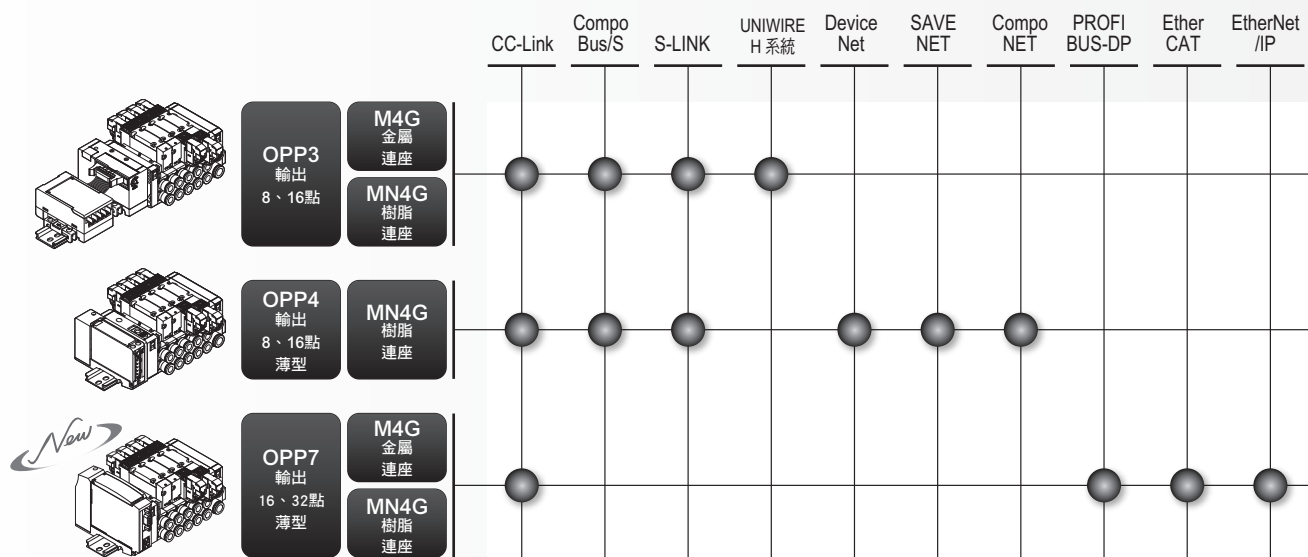 CC-Link
Compo
Bus/S
S-LINK
UNIWIRE
H 系統
Device
Net
SAVE
NET
Compo
NET
PROFI
BUS-DP
Ether
CAT
EtherNet
/IP
OPP3
輸出
8、16點
M4G
金屬
連座
MN4G
樹脂
連座
OPP4
輸出
8、16點
薄型
MN4G
樹脂
連座
New
OPP7
輸出
16、32點
薄型
M4G
金屬
連座
MN4G
樹脂
連座